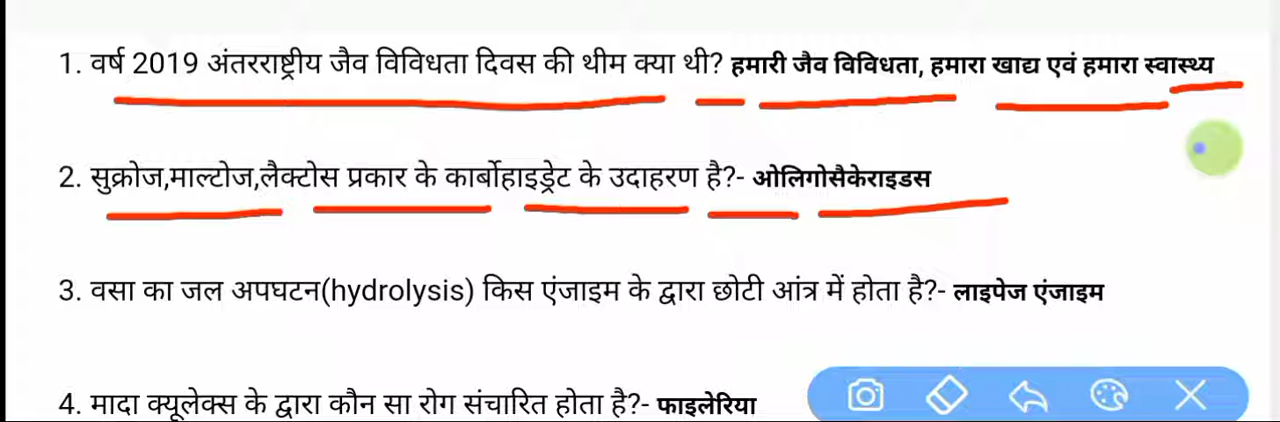 1. वर्ष 2019 अंतरराष्ट्रीय जैव विविधता दिवस की थीम क्या थी? हमारी जैव विविधता, हमारा खाद्य एवं हमारा स्वास्थ्य
2. सुक्रोज,माल्टोज,लैक्टोस प्रकार के कार्बोहाइड्रेट के उदाहरण है?- ओलिगोसैकेराइडस
3. वसा का जल अपघटन(hydrolysis) किस एंजाइम के द्वारा छोटी आंत्र में होता है?- लाइपेज एंजाइम
4. मादा क्यूलेक्स के द्वारा कौन सा रोग संचारित होता है?- फाइलेरिया